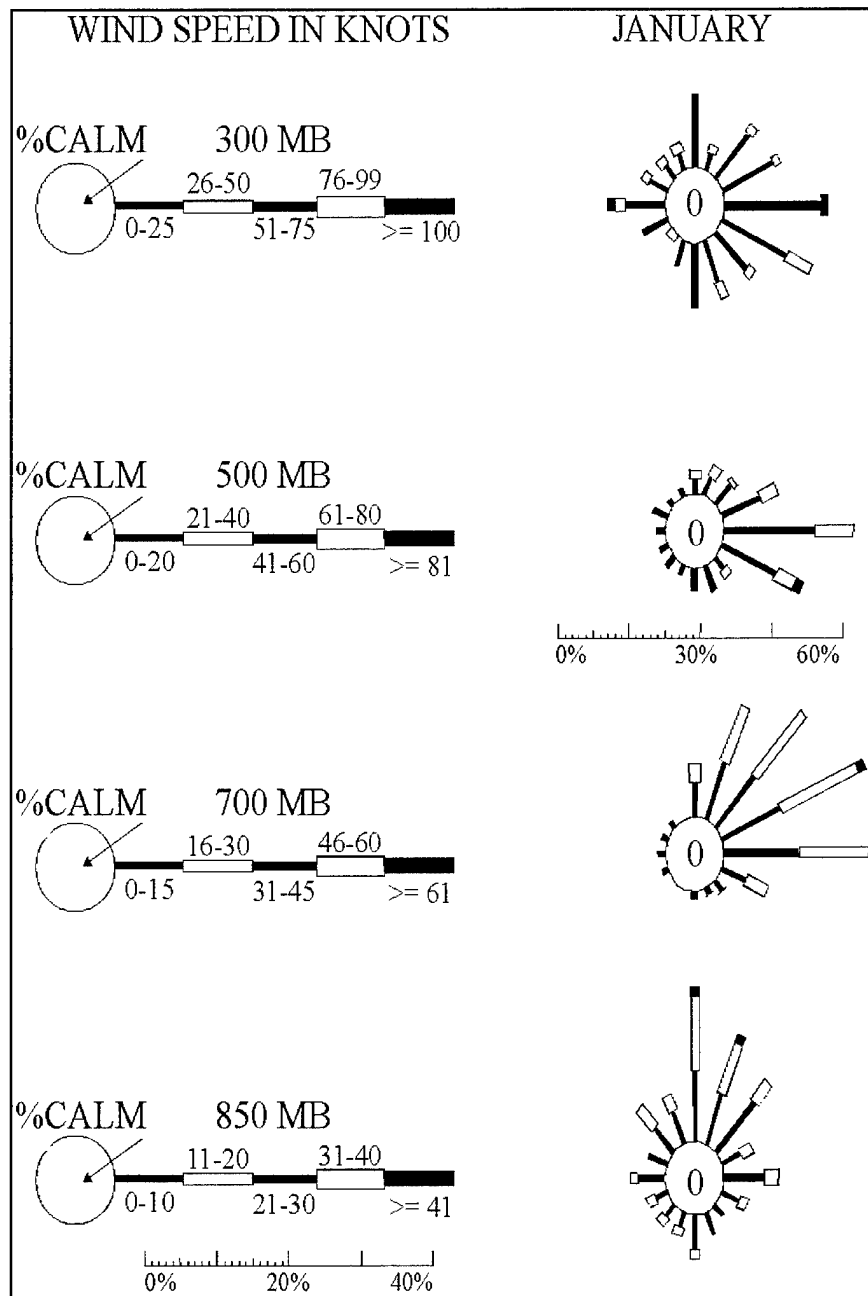 WIND SPEED IN KNOTS JANUARY
%CALM 300 MB
26-50 76-99
0-25 51-75 >= 100
0
%CALM 500 MB
21-40 61-80
0-20 41-60 >= 81
0
0% 30% 60%
%CALM 700 MB
16-30 46-60
0-15 31-45 >= 61
0
%CALM 850 MB
11-20 31-40
0-10 21-30 >= 41
0
0% 20% 40%